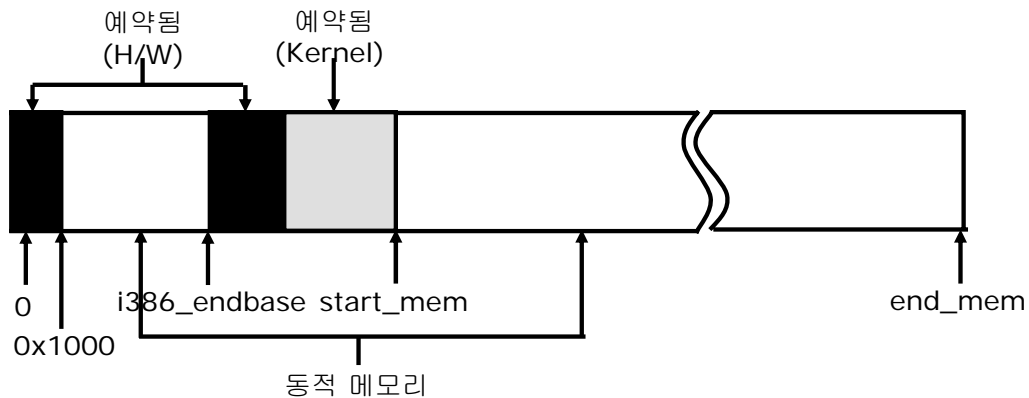 예약됨
(H/W)
예약됨
(Kernel)
0
i386_endbase
start_mem
end_mem
0x1000
동적 메모리